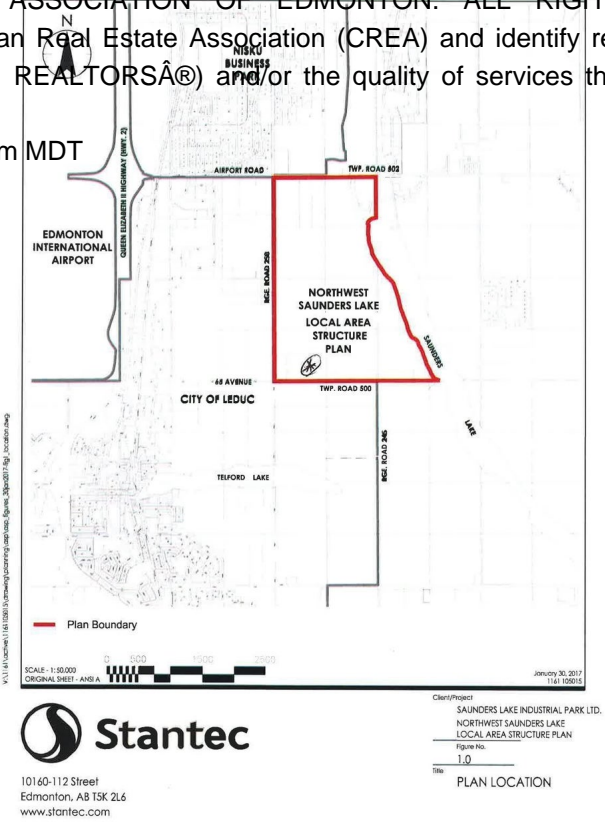 ASSOCIATION OF EDMONTON. ALL RIGHT
an Real Estate Association (CREA) and identify re
REALTORSÂ®) and/or the quality of services th
m MDT
N
NISKU
BUSINESS
PARK
QUEEN ELIZABETH II HIGHWAY (HWY. 2)
AIRPORT ROAD
TWP. ROAD 502
EDMONTON
INTERNATIONAL
AIRPORT
RGE. ROAD 250
NORTHWEST
SAUNDERS LAKE
LOCAL AREA
STRUCTURE
PLAN
SAUNDERS
LAKE
65 AVENUE
TWP. ROAD 500
CITY OF LEDUC
RGE. ROAD 245
TELFORD LAKE
Plan Boundary
0 500 1500 2500
SCALE - 1:50,000
ORIGINAL SHEET - ANSI A
January 30, 2017
1161 105015
Stantec
10160-112 Street
Edmonton, AB T5K 2L6
www.stantec.com
Client/Project
SAUNDERS LAKE INDUSTRIAL PARK LTD.
NORTHWEST SAUNDERS LAKE
LOCAL AREA STRUCTURE PLAN
Figure No.
1.0
Title
PLAN LOCATION